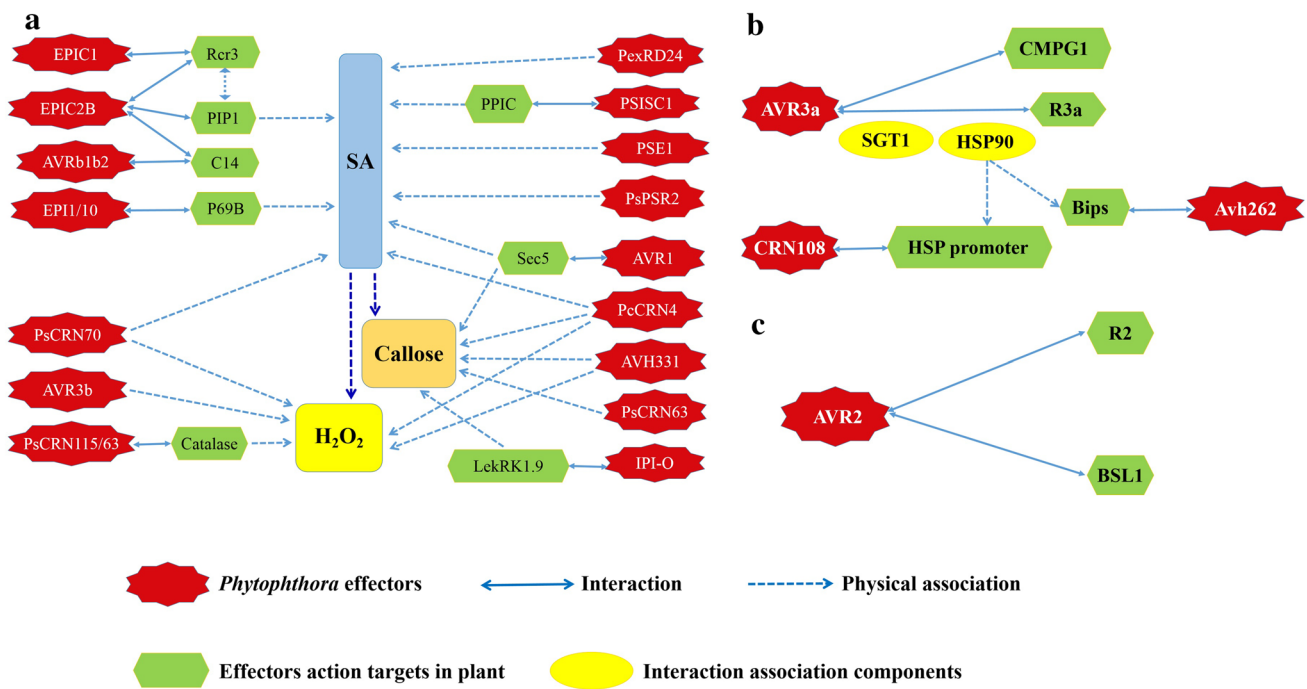 a
EPIC1
EPIC2B
AVRb1b2
EPI1/10
Rcr3
PIP1
C14
P69B
SA
PexRD24
PPIC
PSISC1
PSE1
PsPSR2
Sec5
AVR1
PcCRN4
AVH331
PsCRN63
LekRK1.9
IPI-O
PsCRN70
AVR3b
PsCRN115/63
Catalase
Callose
H₂O₂
b
AVR3a
CMPG1
R3a
SGT1
HSP90
Bips
Avh262
CRN108
HSP promoter
c
AVR2
R2
BSL1
Phytophthora effectors
Interaction
Physical association
Effectors action targets in plant
Interaction association components